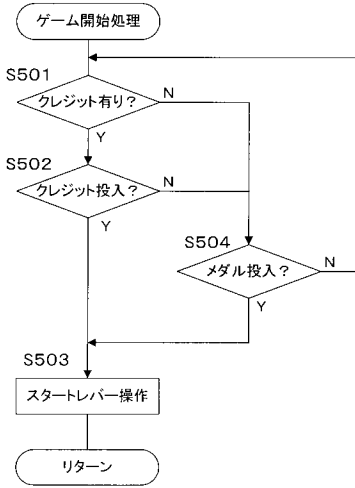 ゲーム開始処理
S501
クレジット有り?
N
Y
S502
クレジット投入?
N
Y
S504
メダル投入?
N
Y
S503
スタートレバー操作
リターン